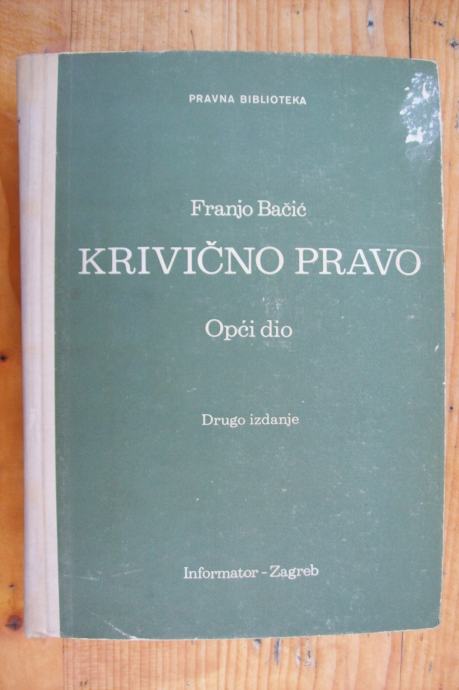 PRAVNA BIBLIOTEKA
Franjo Bačić
KRIVIČNO PRAVO
Opći dio
Drugo izdanje
Informator - Zagreb